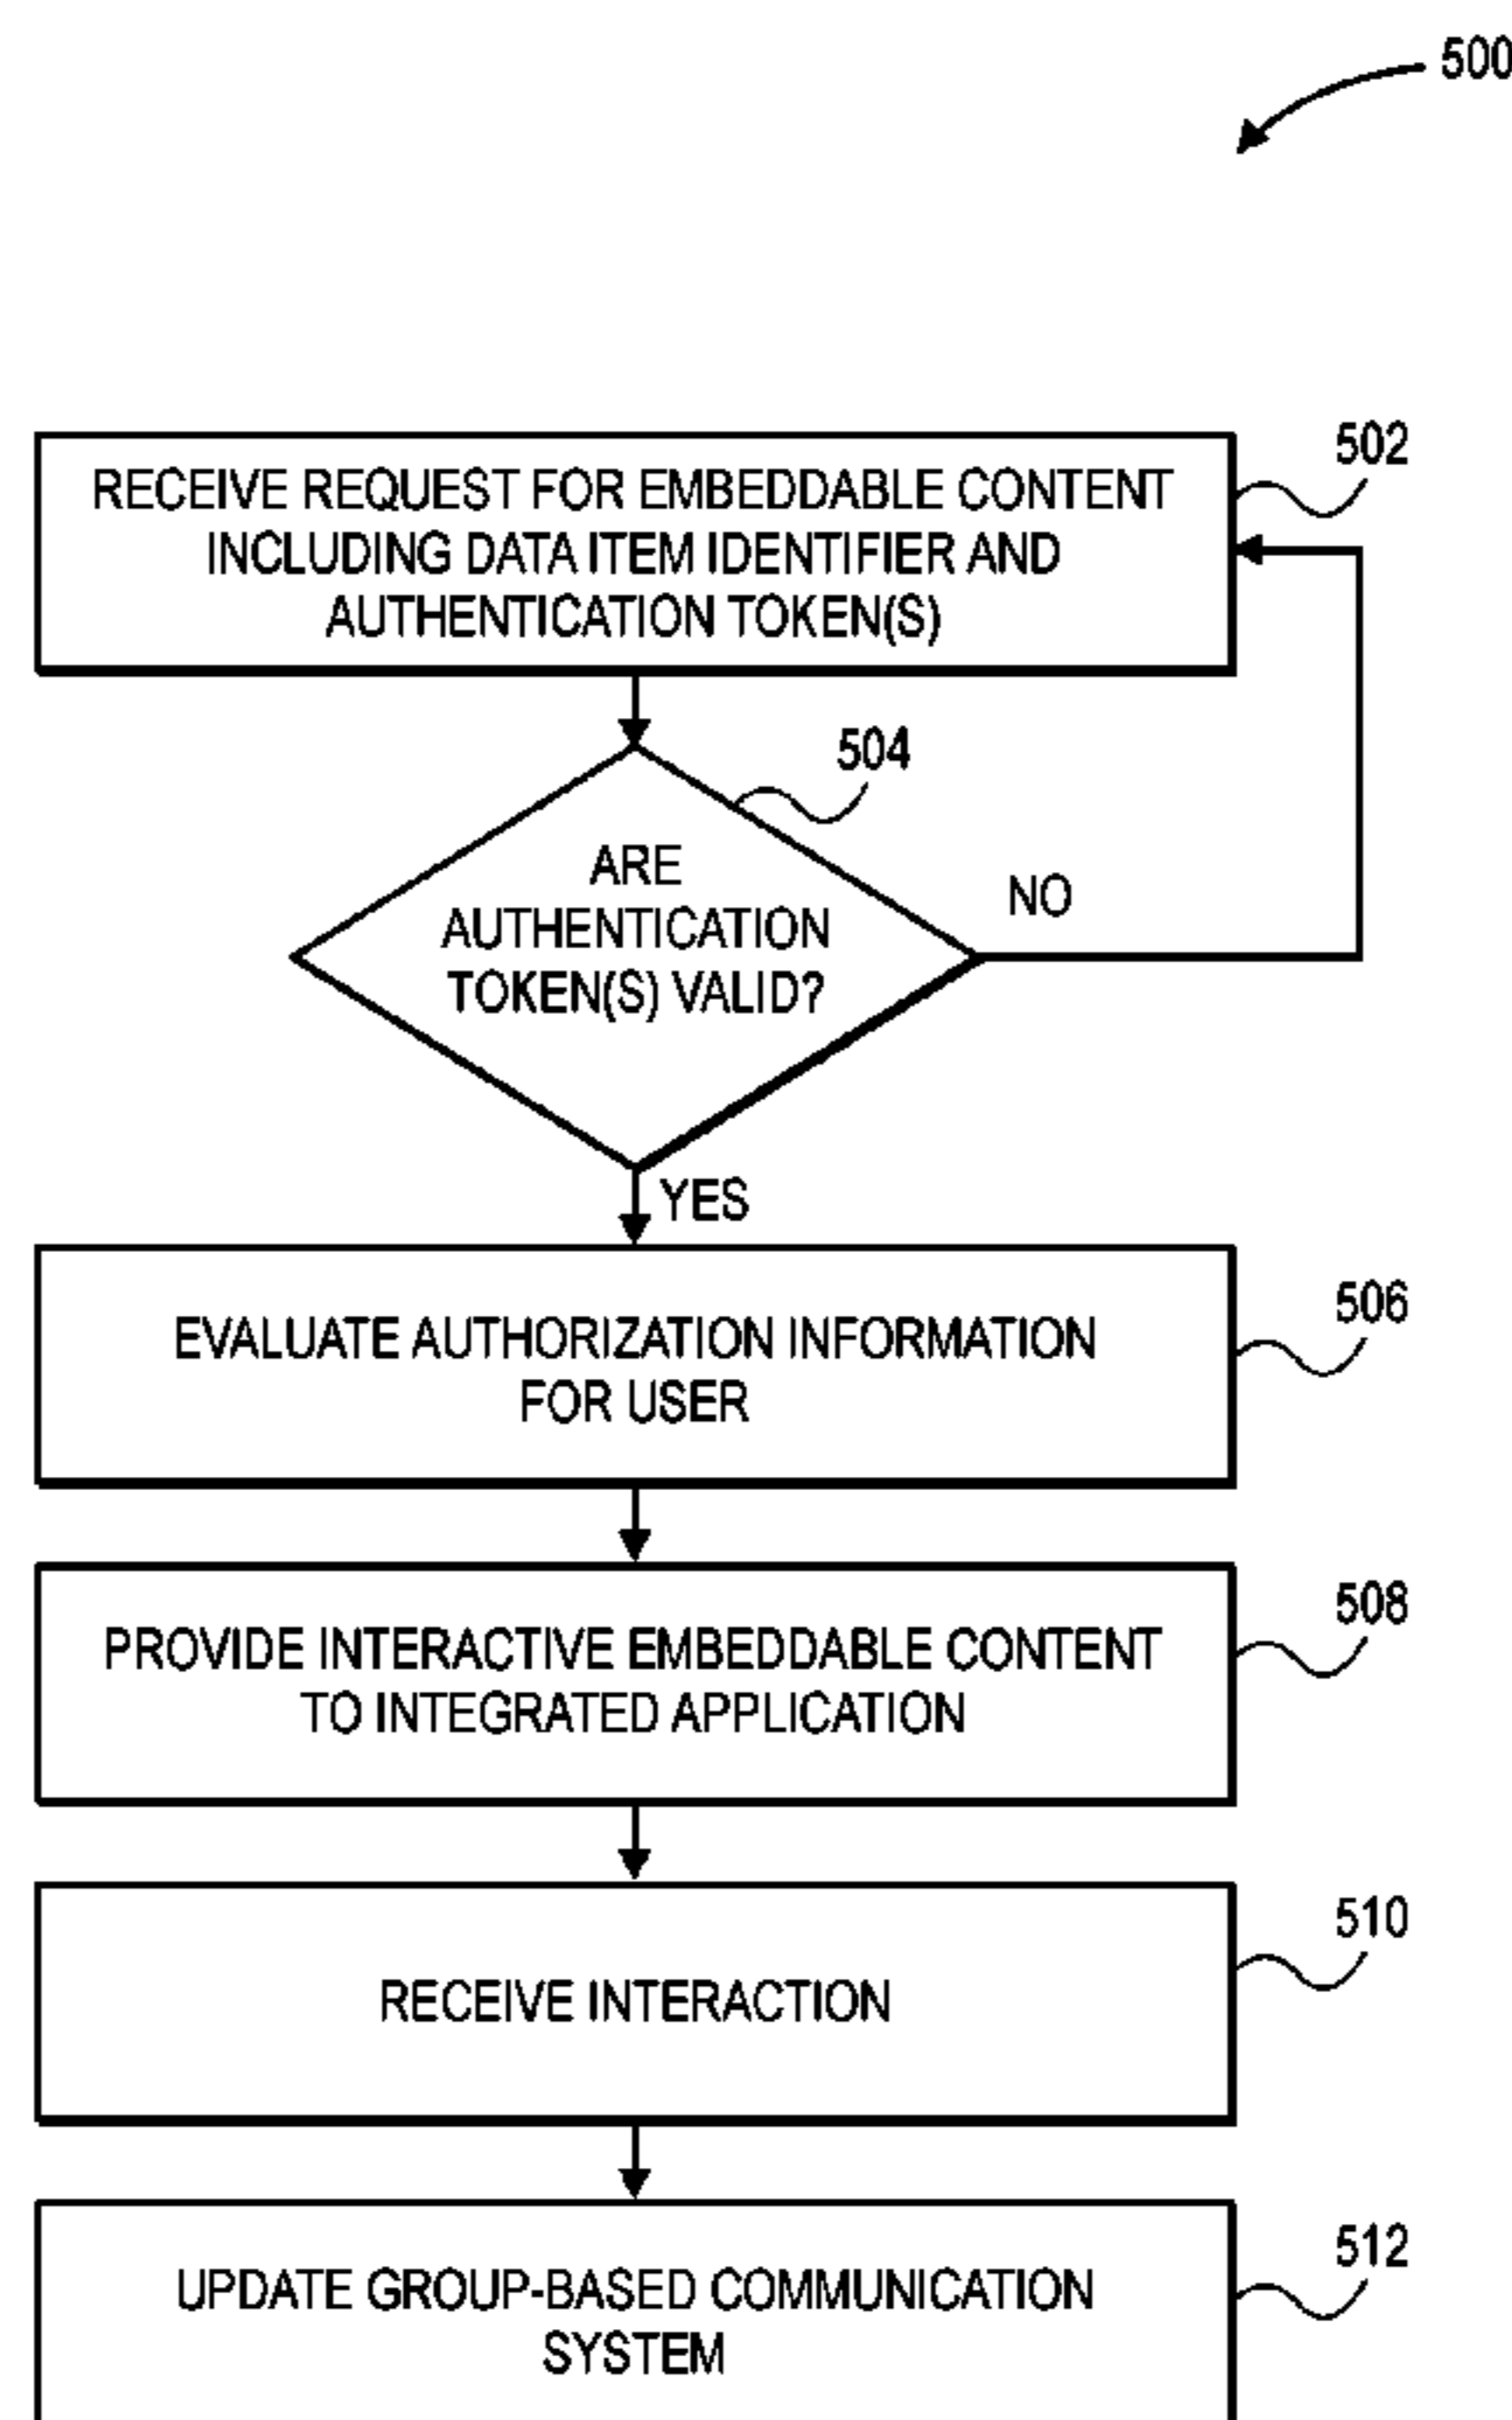 500
502
RECEIVE REQUEST FOR EMBEDDABLE CONTENT
INCLUDING DATA ITEM IDENTIFIER AND
AUTHENTICATION TOKEN(S)
504
ARE
AUTHENTICATION
TOKEN(S) VALID?
NO
YES
506
EVALUATE AUTHORIZATION INFORMATION
FOR USER
508
PROVIDE INTERACTIVE EMBEDDABLE CONTENT
TO INTEGRATED APPLICATION
510
RECEIVE INTERACTION
512
UPDATE GROUP-BASED COMMUNICATION
SYSTEM